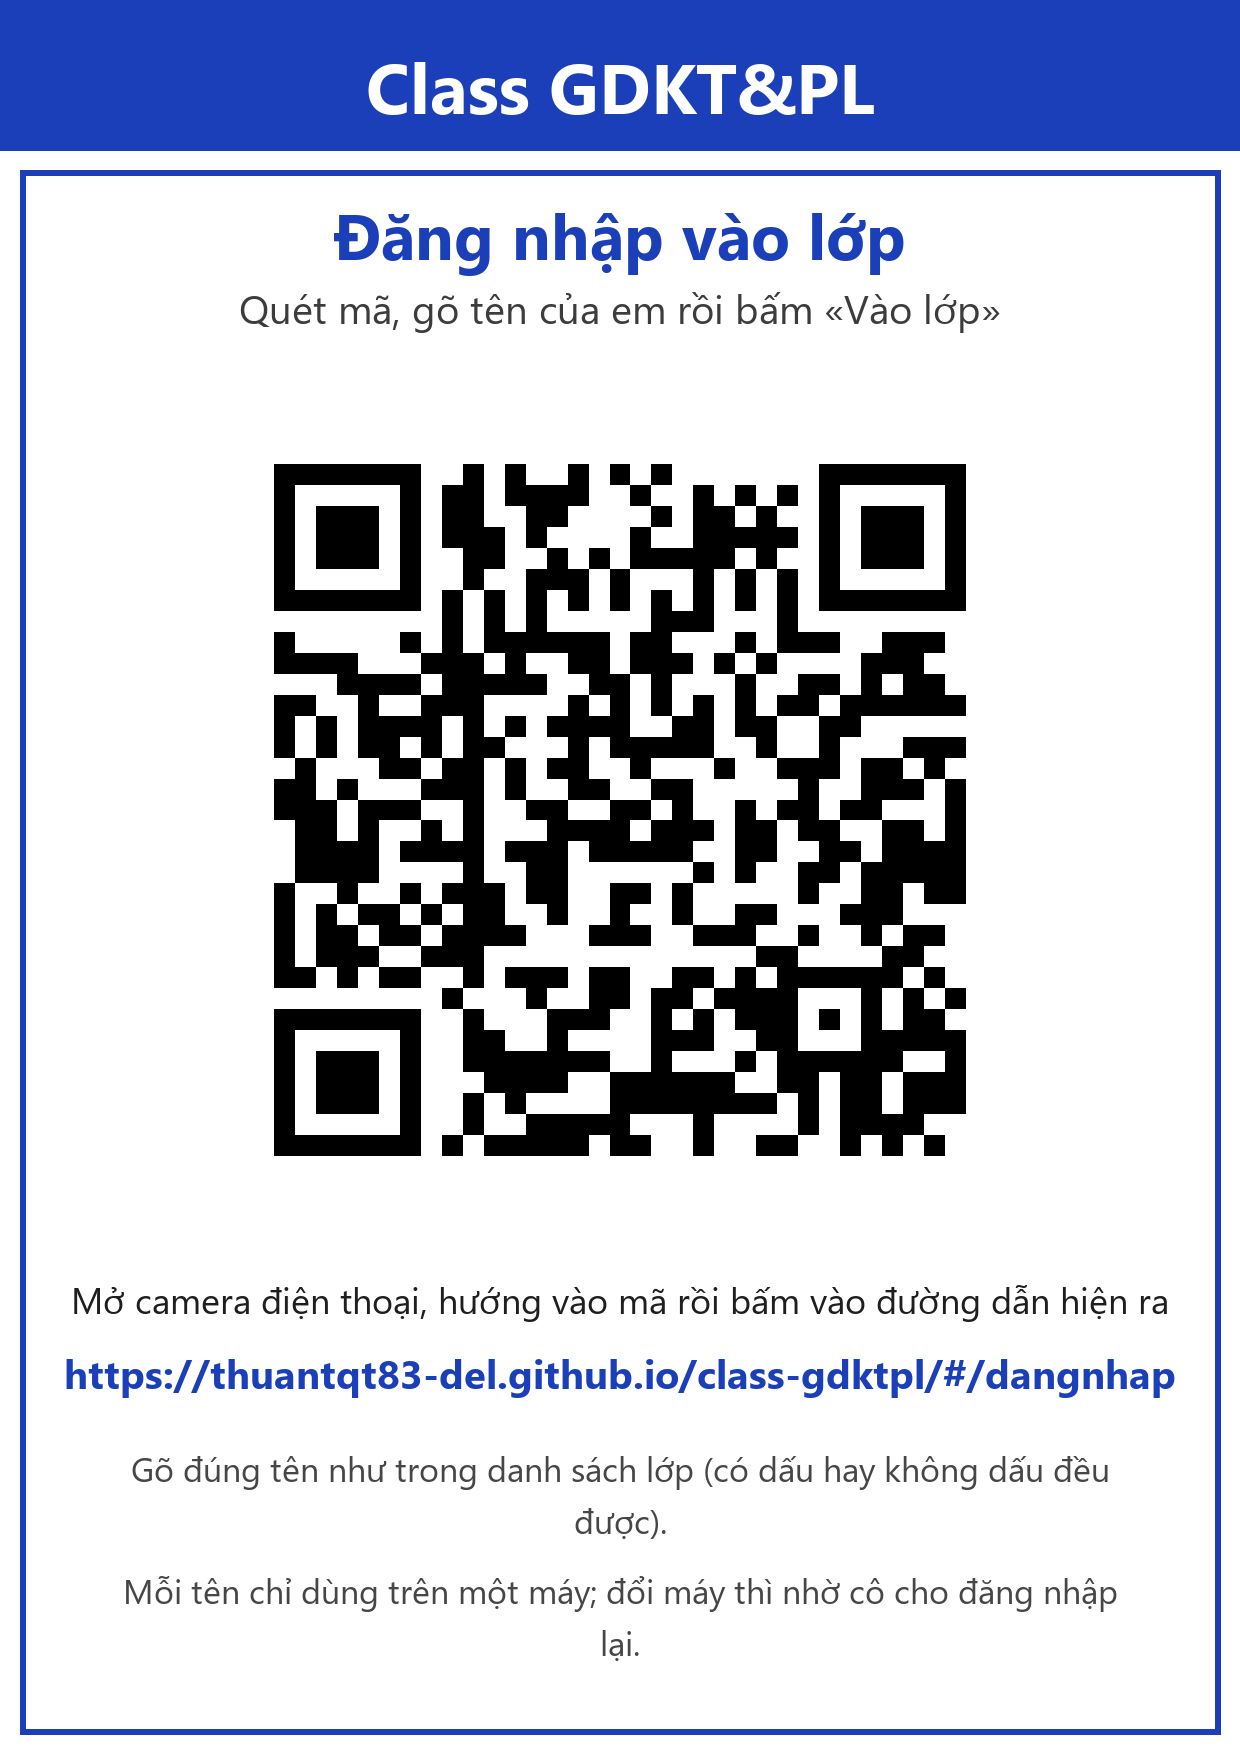 Class GDKT&PL
Đăng nhập vào lớp
Quét mã, gõ tên của em rồi bấm «Vào lớp»
Mở camera điện thoại, hướng vào mã rồi bấm vào đường dẫn hiện ra
https://thuantqt83-del.github.io/class-gdktpl/#/dangnhap
Gõ đúng tên như trong danh sách lớp (có dấu hay không dấu đều
được).
Mỗi tên chỉ dùng trên một máy; đổi máy thì nhờ cô cho đăng nhập
lại.